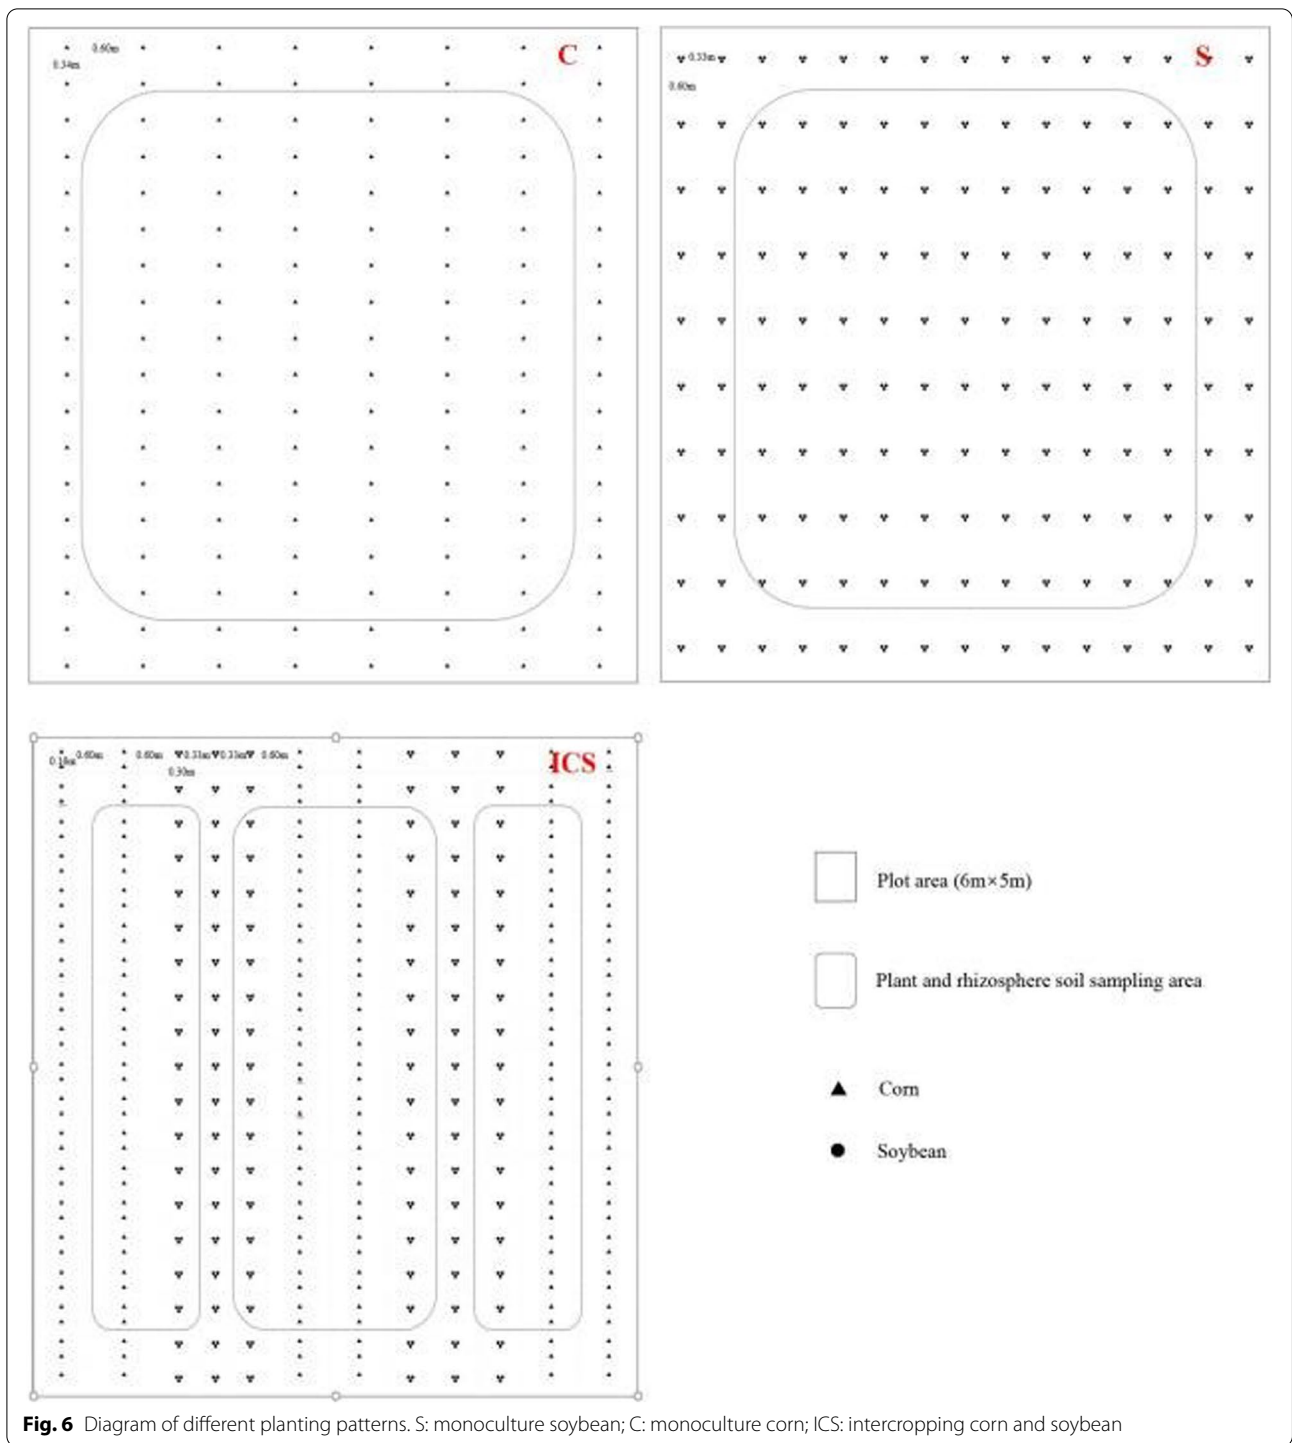 C
0.60m
0.34m
S
0.33m
0.60m
ICS
0.60m 0.60m 0.33m 0.33m 0.60m
0.30m
Plot area (6m×5m)
Plant and rhizosphere soil sampling area
Corn
Soybean
Fig. 6 Diagram of different planting patterns. S: monoculture soybean; C: monoculture corn; ICS: intercropping corn and soybean